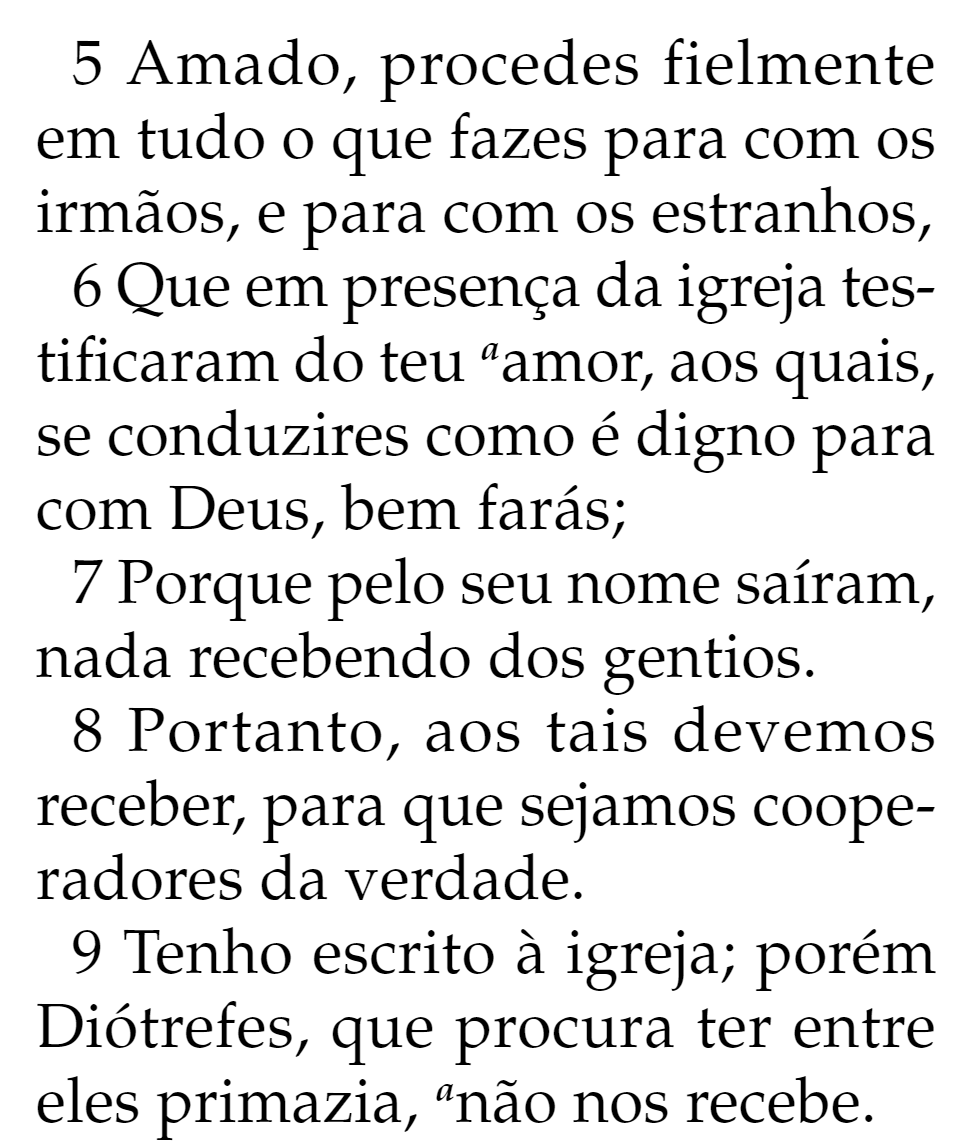 5 Amado, procedes fielmente
em tudo o que fazes para com os
irmãos, e para com os estranhos,
6 Que em presença da igreja tes-
tificaram do teu ᵃamor, aos quais,
se conduzires como é digno para
com Deus, bem farás;
7 Porque pelo seu nome saíram,
nada recebendo dos gentios.
8 Portanto, aos tais devemos
receber, para que sejamos coope-
radores da verdade.
9 Tenho escrito à igreja; porém
Diótrefes, que procura ter entre
eles primazia, ᵃnão nos recebe.